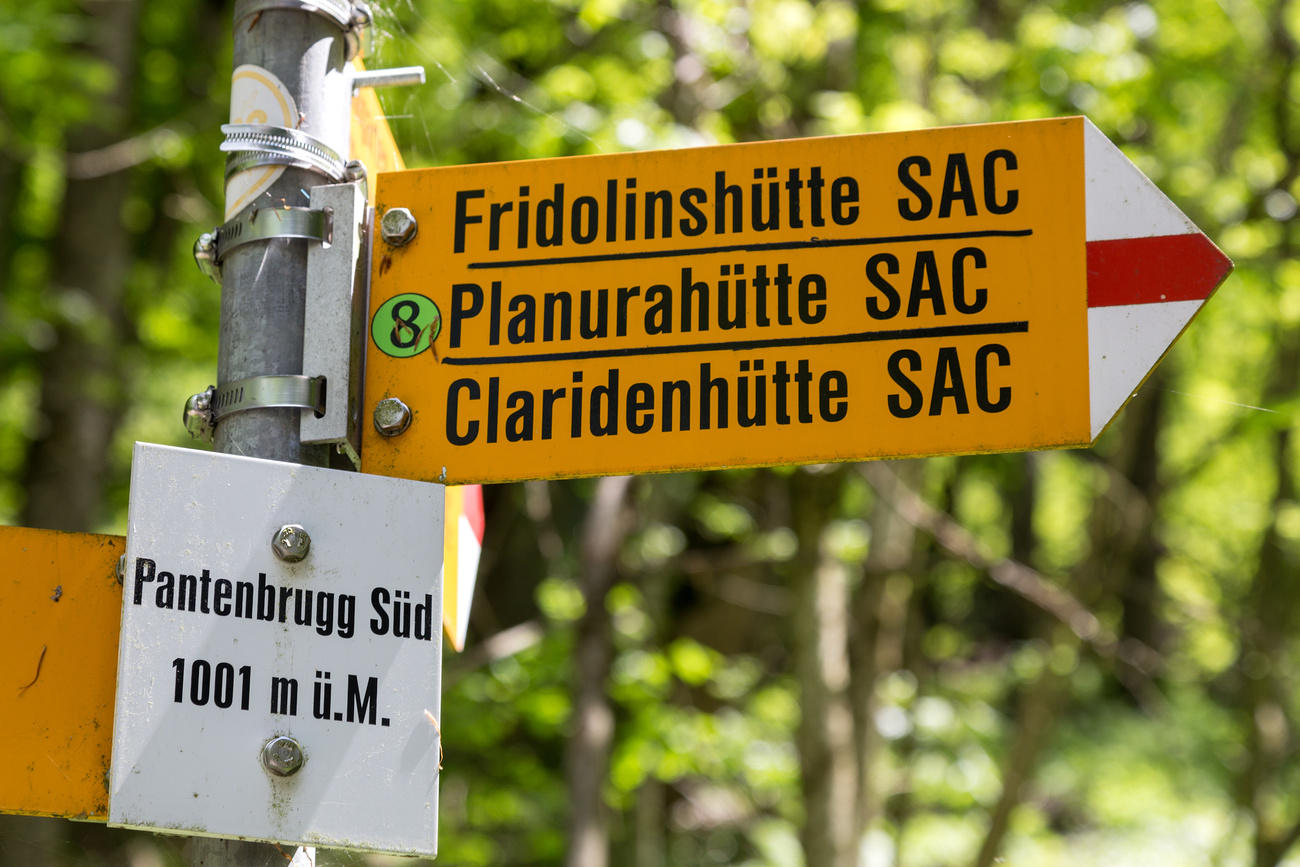 Fridolinshütte SAC
8 Planurahütte SAC
Claridenhütte SAC
Pantenbrugg Süd
1001 m ü.M.